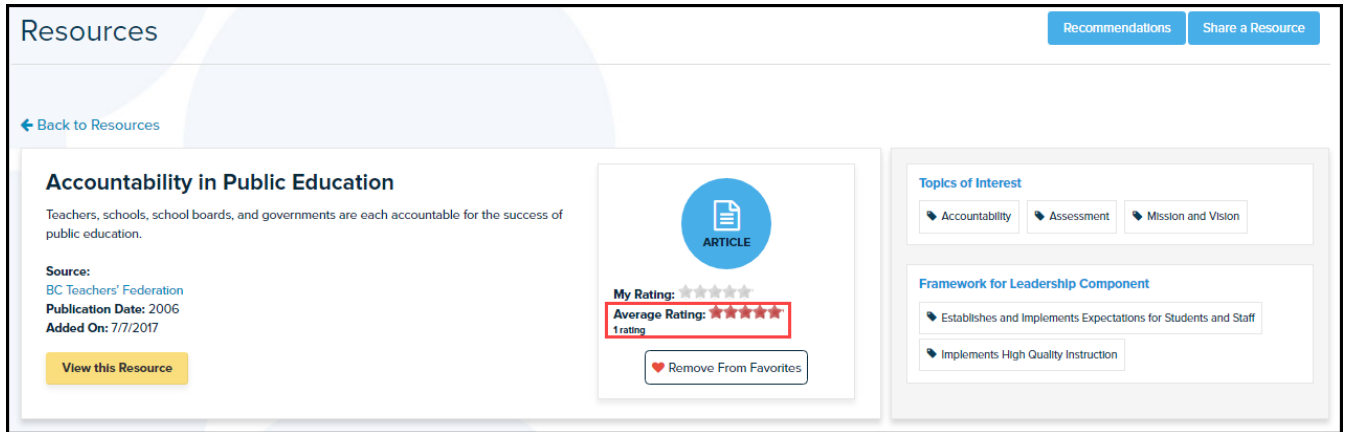 Resources
Recommendations
Share a Resource
Back to Resources
Accountability in Public Education
Teachers, schools, school boards, and governments are each accountable for the success of
public education.
Source:
BC Teachers' Federation
Publication Date: 2006
Added On: 7/7/2017
View this Resource
ARTICLE
My Rating:
Average Rating:
1 rating
Remove From Favorites
Topics of Interest
Accountability
Assessment
Mission and Vision
Framework for Leadership Component
Establishes and Implements Expectations for Students and Staff
Implements High Quality Instruction